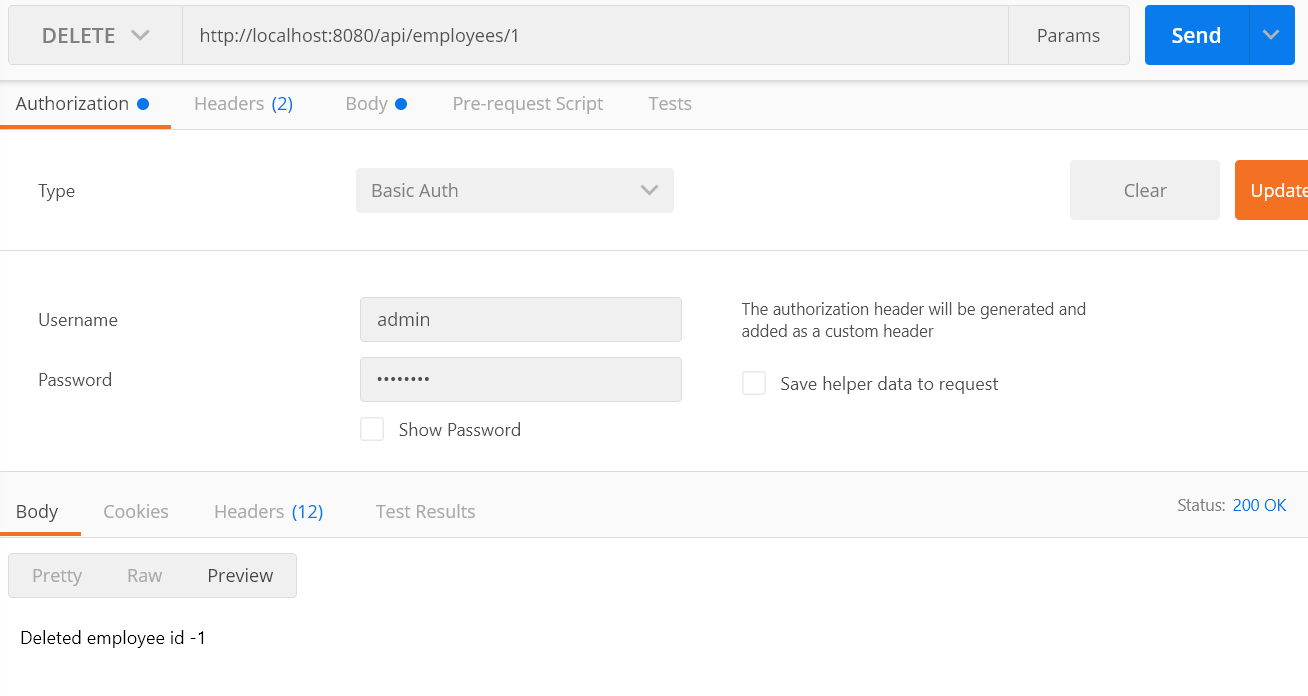 DELETE http://localhost:8080/api/employees/1 Params Send
Authorization Headers (2) Body Pre-request Script Tests
Type Basic Auth Clear Update
Username admin
The authorization header will be generated and
added as a custom header
Password ••••••••
Save helper data to request
Show Password
Body Cookies Headers (12) Test Results Status: 200 OK
Pretty Raw Preview
Deleted employee id -1